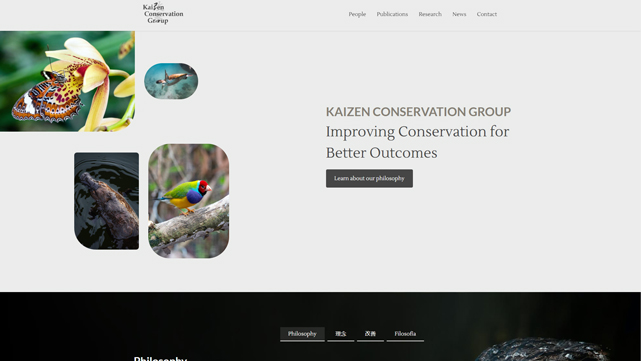 Kaizen
Conservation
Group
People
Publications
Research
News
Contact
KAIZEN CONSERVATION GROUP
Improving Conservation for
Better Outcomes
Learn about our philosophy
Philosophy
理念
改善
Filosofia
Philosophy